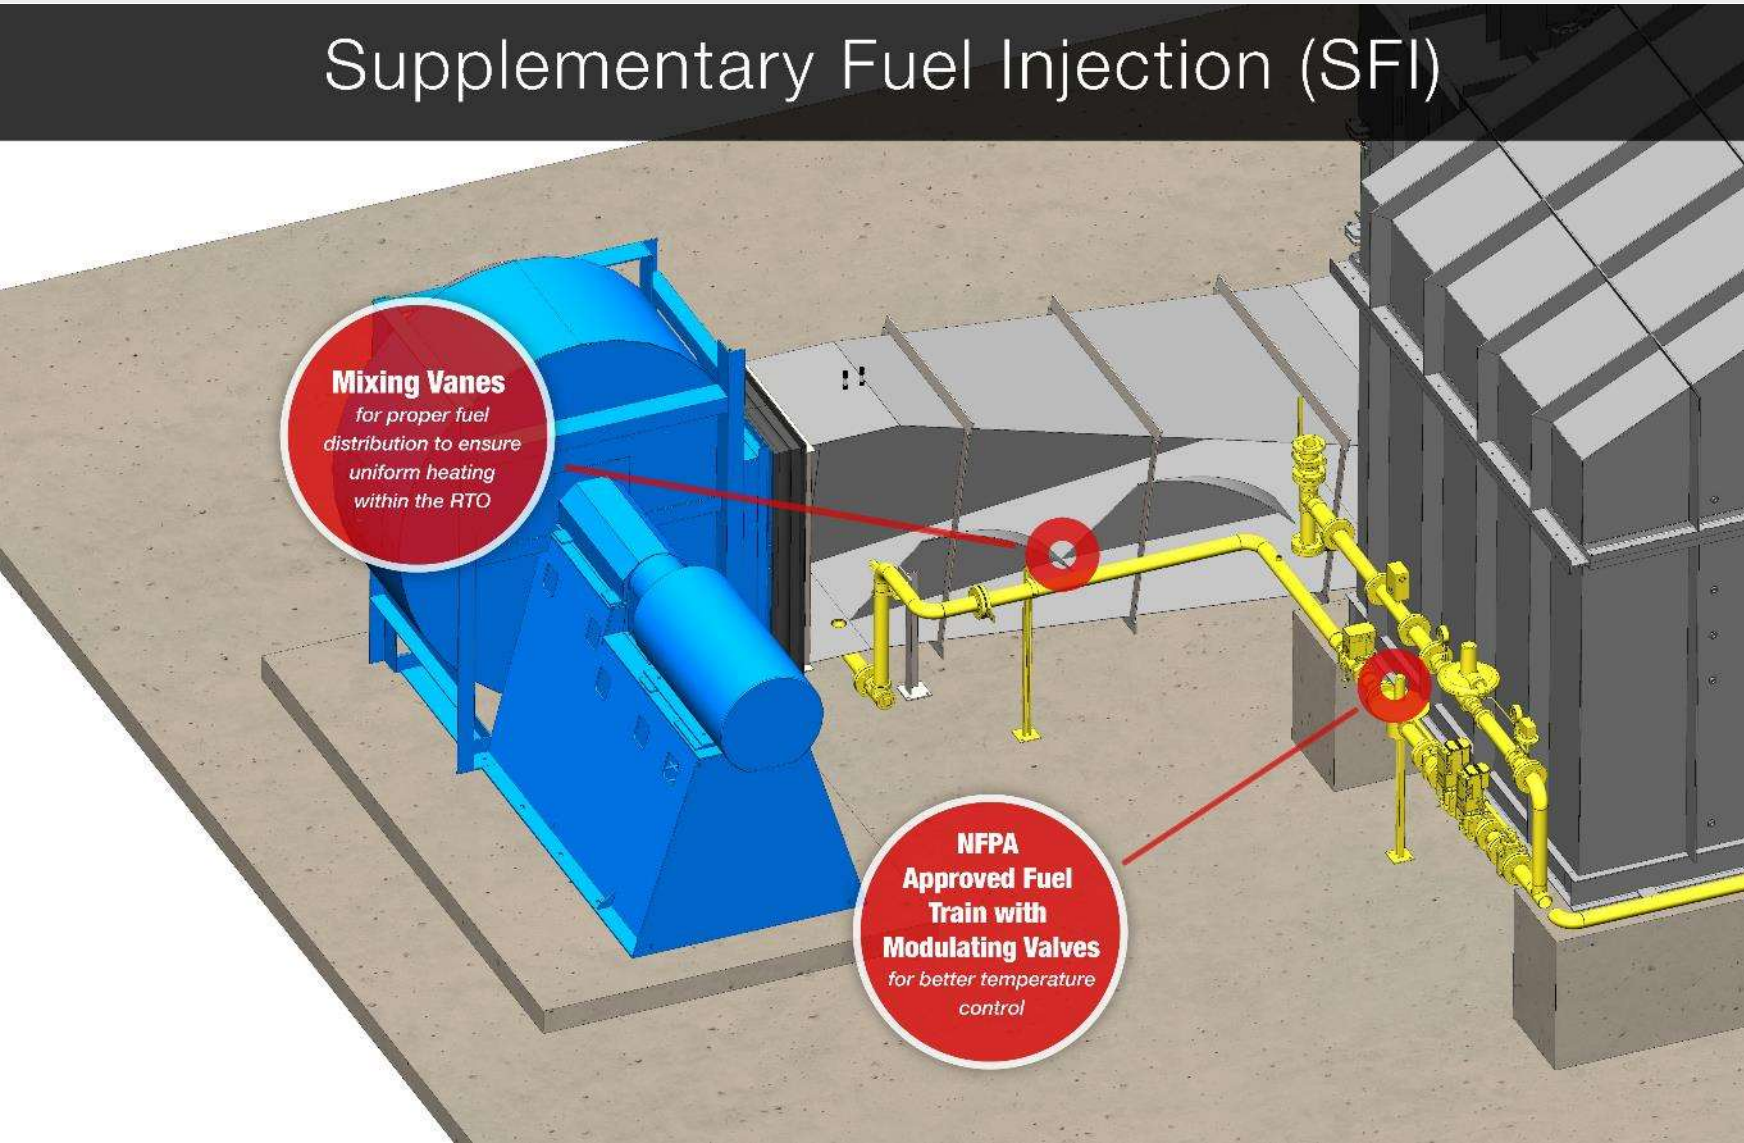 Supplementary Fuel Injection (SFI)
Mixing Vanes
for proper fuel
distribution to ensure
uniform heating
within the RTO
NFPA
Approved Fuel
Train with
Modulating Valves
for better temperature
control